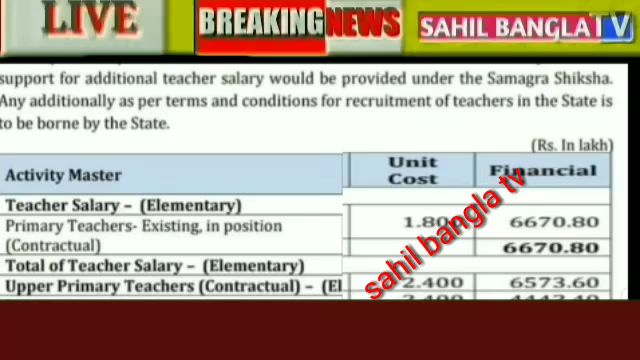 LIVE
BREAKING NEWS
SAHIL BANGLA TV
support for additional teacher salary would be provided under the Samagra Shiksha.
Any additionally as per terms and conditions for recruitment of teachers in the State is
to be borne by the State.
(Rs. In lakh)
Activity Master Unit Cost Financial
Teacher Salary – (Elementary)
Primary Teachers- Existing, in position 1.800 6670.80
(Contractual) 6670.80
Total of Teacher Salary – (Elementary)
Upper Primary Teachers (Contractual) – (El 2.400 6573.60
sahil bangla tv